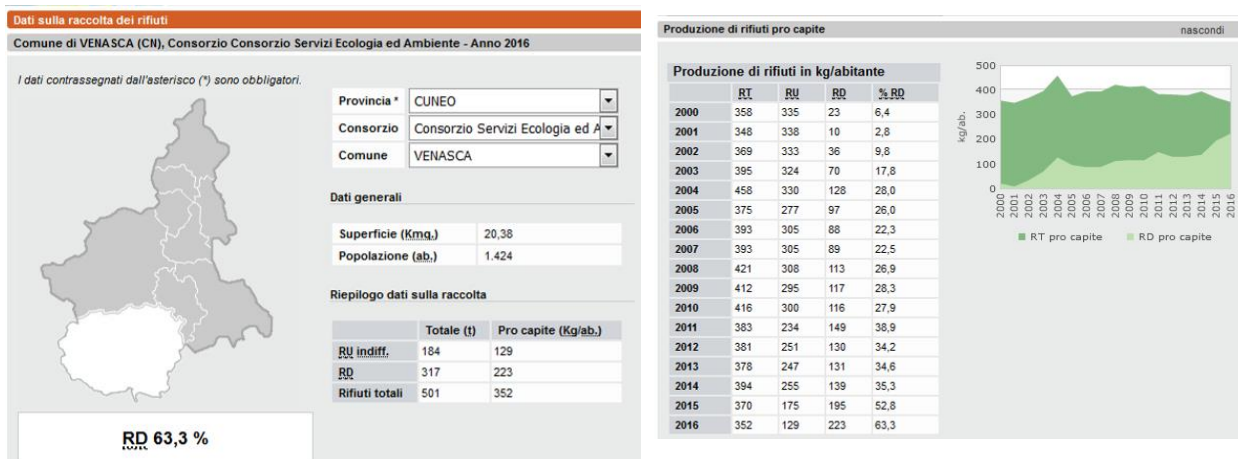 Dati sulla raccolta dei rifiuti
Comune di VENASCA (CN), Consorzio Consorzio Servizi Ecologia ed Ambiente - Anno 2016
I dati contrassegnati dall'asterisco (*) sono obbligatori.
Provincia * CUNEO
Consorzio Consorzio Servizi Ecologia ed A
Comune VENASCA
Dati generali
Superficie (Kmq.) 20,38
Popolazione (ab.) 1.424
Riepilogo dati sulla raccolta
Totale (t) Pro capite (Kg/ab.)
RU indiff. 184 129
RD 317 223
Rifiuti totali 501 352
RD 63,3 %
Produzione di rifiuti pro capite nascondi
Produzione di rifiuti in kg/abitante
RT RU RD % RD
2000 358 335 23 6,4
2001 348 338 10 2,8
2002 369 333 36 9,8
2003 395 324 70 17,8
2004 458 330 128 28,0
2005 375 277 97 26,0
2006 393 305 88 22,3
2007 393 305 89 22,5
2008 421 308 113 26,9
2009 412 295 117 28,3
2010 416 300 116 27,9
2011 383 234 149 38,9
2012 381 251 130 34,2
2013 378 247 131 34,6
2014 394 255 139 35,3
2015 370 175 195 52,8
2016 352 129 223 63,3
500
400
300
200
100
0
kg/ab.
2000 2001 2002 2003 2004 2005 2006 2007 2008 2009 2010 2011 2012 2013 2014 2015 2016
RT pro capite RD pro capite